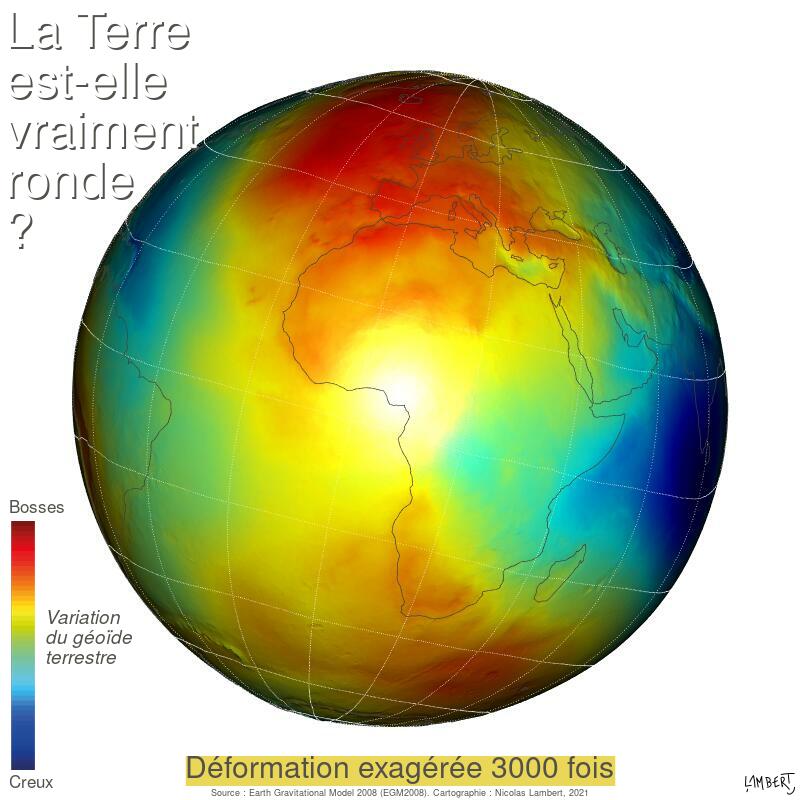 La Terre
est-elle
vraiment
ronde
?
Bosses
Variation
du géoïde
terrestre
Creux
Déformation exagérée 3000 fois
Source : Earth Gravitational Model 2008 (EGM2008). Cartographie : Nicolas Lambert, 2021
LAMBERT